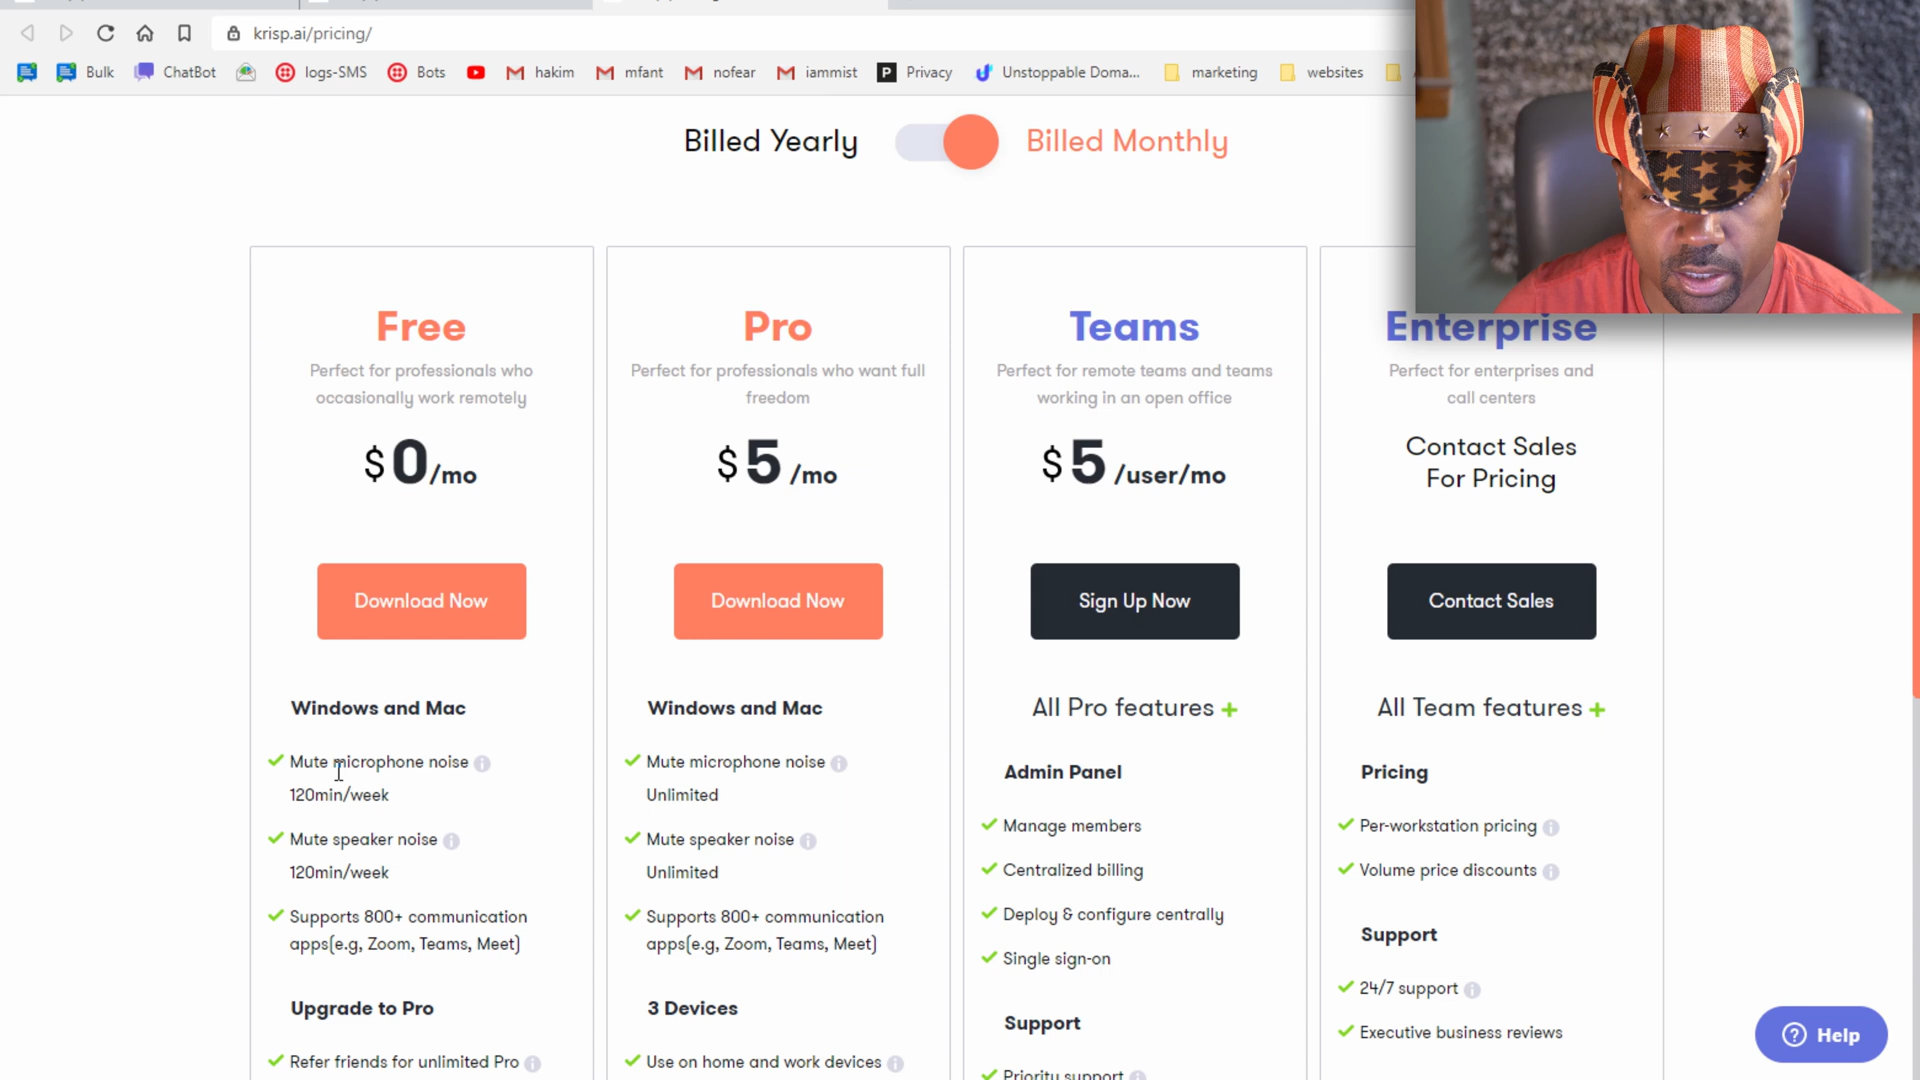 krisp.ai/pricing/
Bulk ChatBot logs-SMS Bots hakim mfant nofear iammist Privacy Unstoppable Doma... marketing websites
Billed Yearly Billed Monthly
Free
Perfect for professionals who
occasionally work remotely
$0/mo
Download Now
Windows and Mac
Mute microphone noise
120min/week
Mute speaker noise
120min/week
Supports 800+ communication
apps(e.g, Zoom, Teams, Meet)
Upgrade to Pro
Refer friends for unlimited Pro
Pro
Perfect for professionals who want full
freedom
$5 /mo
Download Now
Windows and Mac
Mute microphone noise
Unlimited
Mute speaker noise
Unlimited
Supports 800+ communication
apps(e.g, Zoom, Teams, Meet)
3 Devices
Use on home and work devices
Teams
Perfect for remote teams and teams
working in an open office
$5 /user/mo
Sign Up Now
All Pro features +
Admin Panel
Manage members
Centralized billing
Deploy & configure centrally
Single sign-on
Support
Priority support
Enterprise
Perfect for enterprises and
call centers
Contact Sales
For Pricing
Contact Sales
All Team features +
Pricing
Per-workstation pricing
Volume price discounts
Support
24/7 support
Executive business reviews
Help